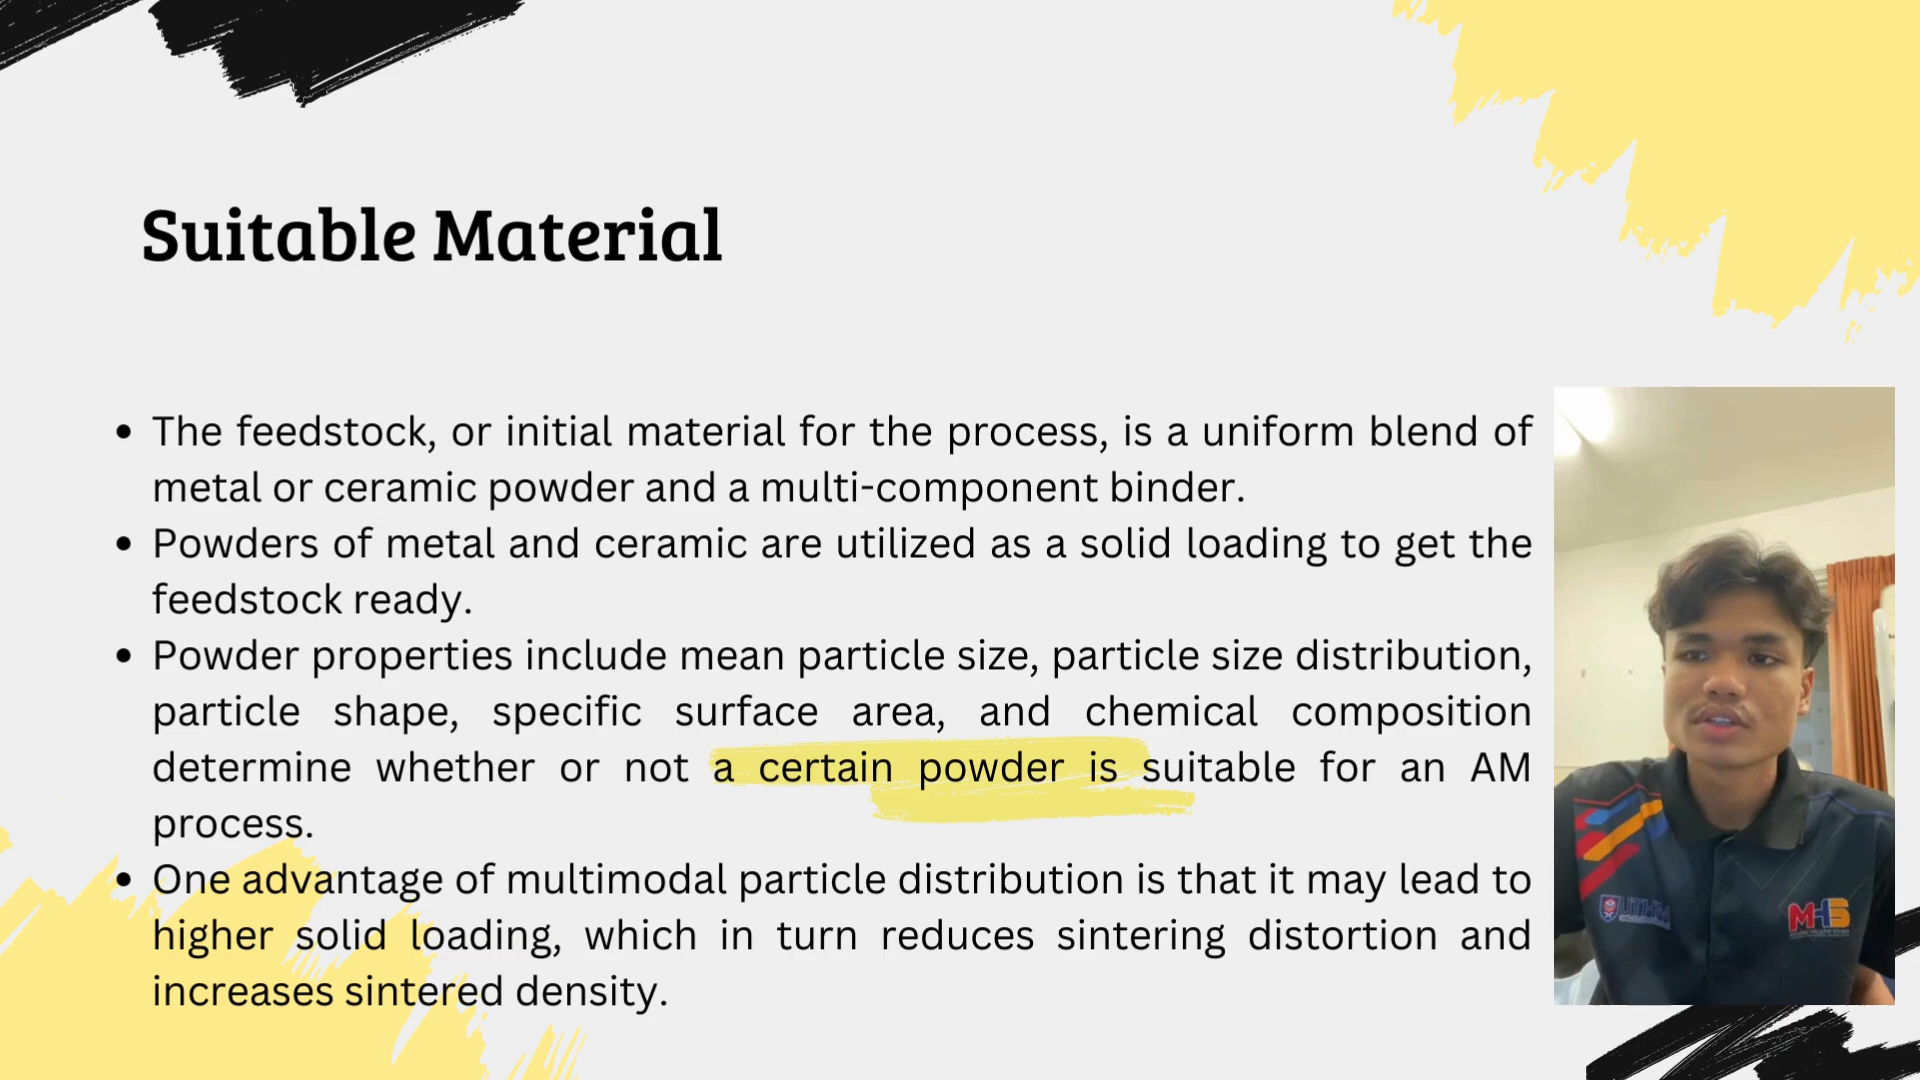 Suitable Material
• The feedstock, or initial material for the process, is a uniform blend of
metal or ceramic powder and a multi-component binder.
• Powders of metal and ceramic are utilized as a solid loading to get the
feedstock ready.
• Powder properties include mean particle size, particle size distribution,
particle shape, specific surface area, and chemical composition
determine whether or not a certain powder is suitable for an AM
process.
• One advantage of multimodal particle distribution is that it may lead to
higher solid loading, which in turn reduces sintering distortion and
increases sintered density.
UTHM